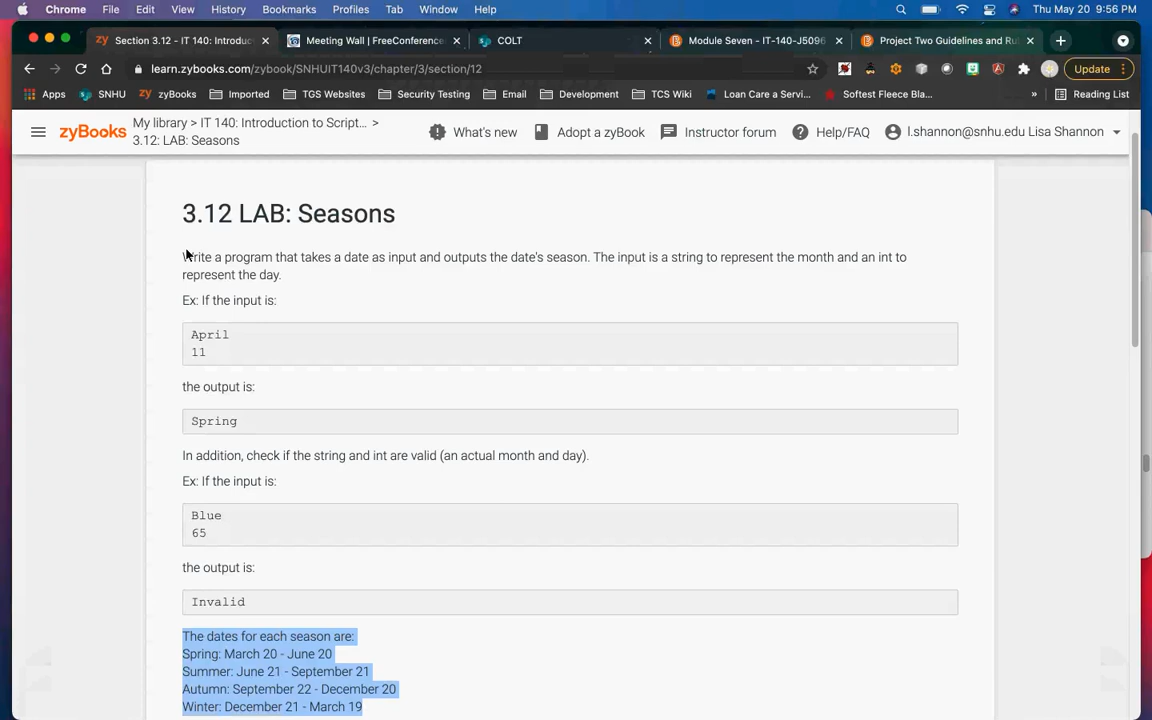 Chrome File Edit View History Bookmarks Profiles Tab Window Help Thu May 20 9:56 PM
Section 3.12 - IT 140: Introduc × Meeting Wall | FreeConference × COLT × Module Seven - IT-140-J5096 × Project Two Guidelines and Ru ×
learn.zybooks.com/zybook/SNHUIT140v3/chapter/3/section/12 Update
Apps SNHU zyBooks Imported TGS Websites Security Testing Email Development TCS Wiki Loan Care a Servic... Softest Fleece Bla... » Reading List
zyBooks My library > IT 140: Introduction to Script... >
3.12: LAB: Seasons
What's new Adopt a zyBook Instructor forum Help/FAQ l.shannon@snhu.edu Lisa Shannon
3.12 LAB: Seasons
Write a program that takes a date as input and outputs the date's season. The input is a string to represent the month and an int to
represent the day.
Ex: If the input is:
April
11
the output is:
Spring
In addition, check if the string and int are valid (an actual month and day).
Ex: If the input is:
Blue
65
the output is:
Invalid
The dates for each season are:
Spring: March 20 - June 20
Summer: June 21 - September 21
Autumn: September 22 - December 20
Winter: December 21 - March 19